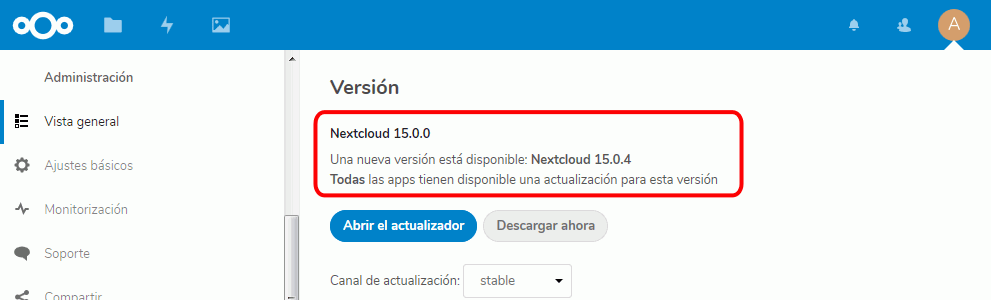 A
Administración
Vista general
Ajustes básicos
Monitorización
Soporte
Compartir
Versión
Nextcloud 15.0.0
Una nueva versión está disponible: Nextcloud 15.0.4
Todas las apps tienen disponible una actualización para esta versión
Abrir el actualizador
Descargar ahora
Canal de actualización: stable